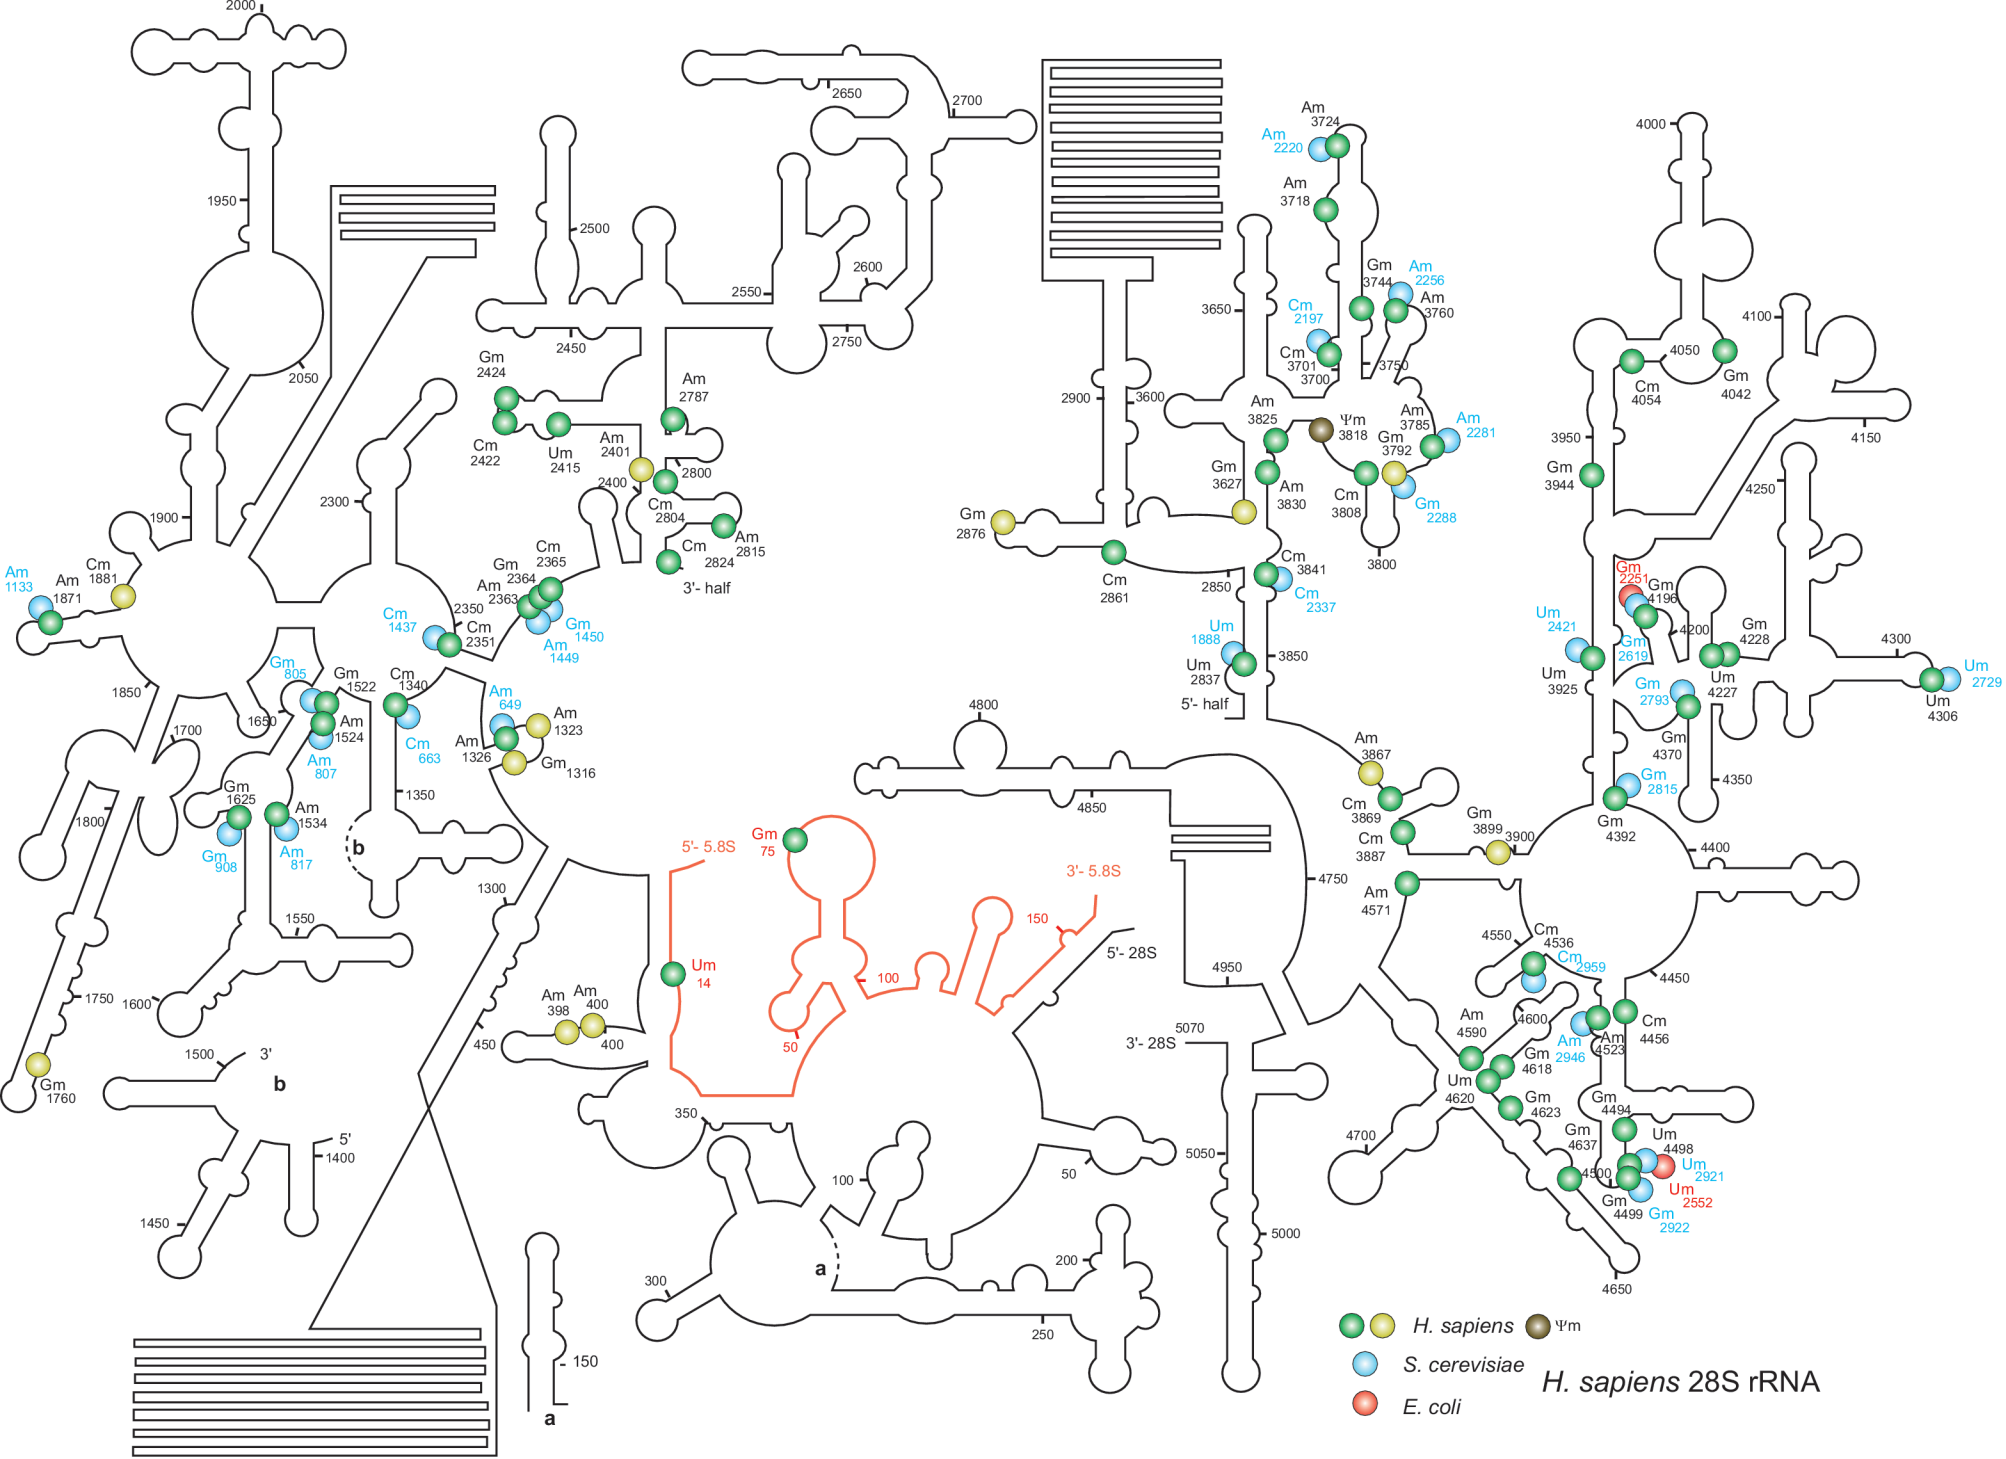 2000
1950
2050
1900
Am
1133
Am
1871
Cm
1881
1850
1700
1800
1750
Gm
1760
1650
Gm
805
Gm
1522
Am
1524
Am
807
Gm
1625
Gm
908
Am
1534
Am
817
1550
1600
1500
3'
b
5'
1400
1450
2300
2350
Cm
1437
Cm
2351
Cm
1340
Cm
663
1350
b
Am
649
Am
1323
Am
1326
Gm
1316
1300
450
Am
398
Am
400
400
2500
2450
2550
2600
2650
2700
2750
Gm
2424
Cm
2422
Um
2415
Am
2401
2400
Am
2787
2800
Cm
2804
Am
2815
Cm
2824
3'- half
Cm
2365
Gm
2364
Am
2363
Gm
1450
Am
1449
5'- 5.8S
Gm
75
Um
14
50
100
150
3'- 5.8S
5'- 28S
350
300
100
50
a
200
250
150
a
2900
3600
Gm
2876
Cm
2861
2850
3650
Gm
3627
Am
3825
Am
3830
Am
3724
Am
2220
Am
3718
Gm
3744
Am
2256
Am
3760
Cm
2197
Cm
3701
3700
3750
Ψm
3818
Am
3785
Am
2281
Gm
3792
Gm
2288
Cm
3808
3800
Cm
3841
Cm
2337
Um
1888
Um
2837
3850
5'- half
Am
3867
Cm
3869
Cm
3887
Gm
3899
3900
4800
4850
4750
4950
5070
3'- 28S
5050
5000
4000
4050
Cm
4054
Gm
4042
4100
4150
3950
Gm
3944
4250
Gm
2251
Gm
4196
4200
Gm
2619
Um
2421
Um
3925
Gm
4228
Um
4227
4300
Um
2729
Um
4306
Gm
2793
Gm
4370
4350
Gm
2815
Gm
4392
4400
4450
Am
4571
4550
Cm
4536
Cm
2959
Am
2946
Am
4523
Cm
4456
Am
4590
4600
Gm
4618
Um
4620
Gm
4623
Gm
4637
Gm
4494
Um
4498
4500
Um
2921
Um
2552
Gm
4499
Gm
2922
4700
4650
H. sapiens
Ψm
S. cerevisiae
E. coli
H. sapiens 28S rRNA